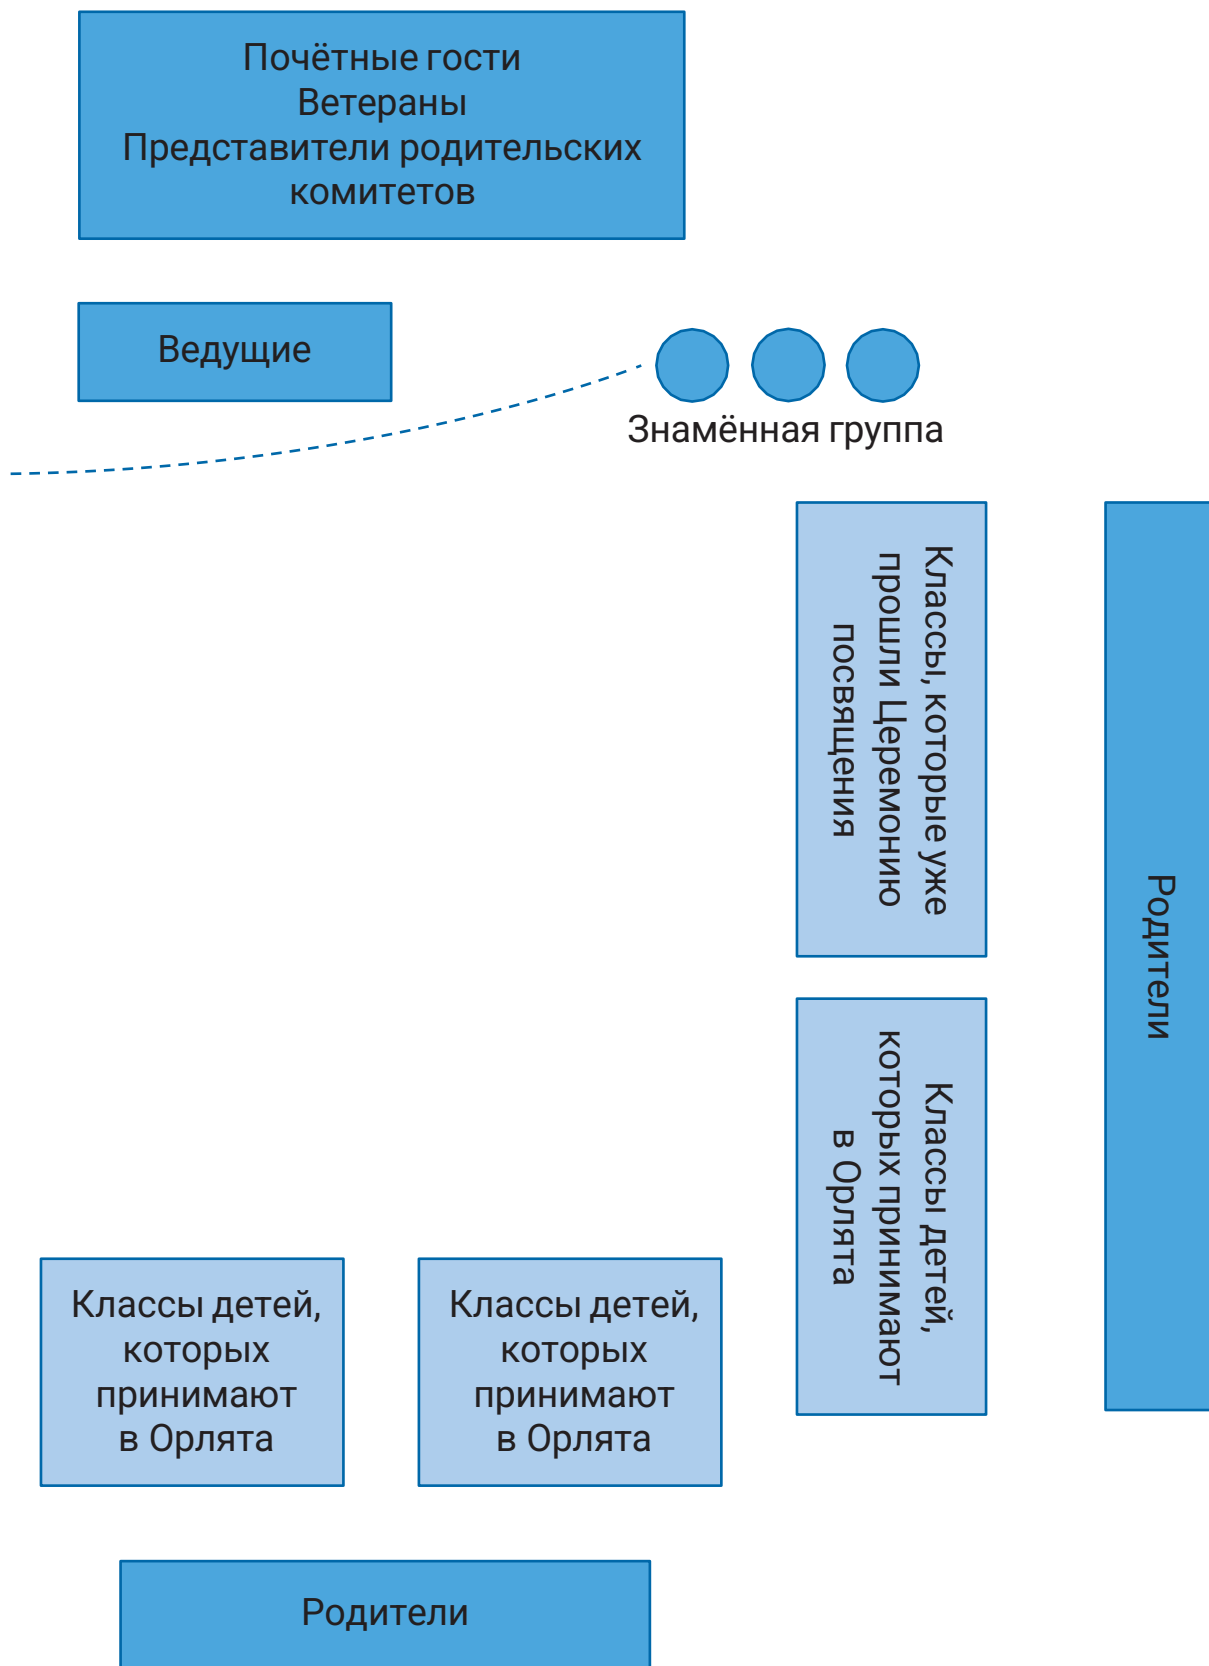 Почётные гости
Ветераны
Представители родительских
комитетов
Ведущие
Знамённая группа
Классы, которые уже
прошли Церемонию
посвящения
Родители
Классы детей,
которых принимают
в Орлята
Классы детей,
которых
принимают
в Орлята
Классы детей,
которых
принимают
в Орлята
Родители